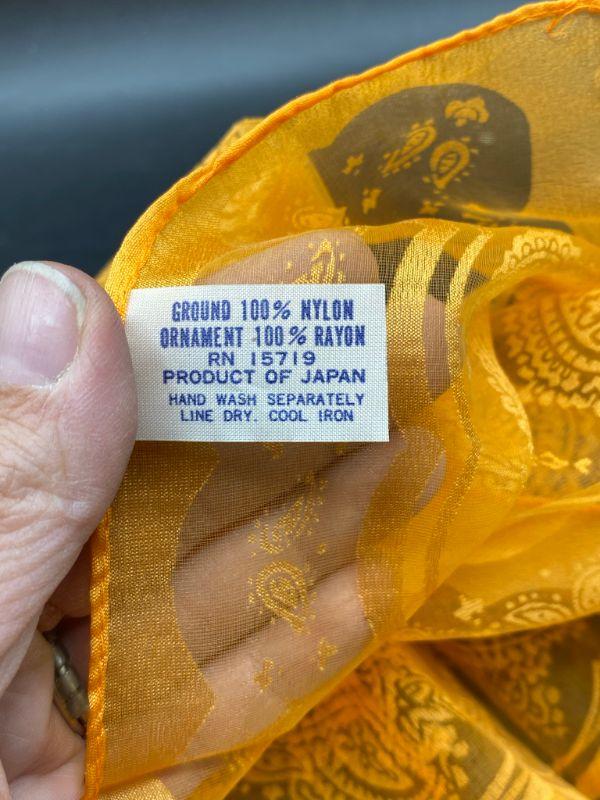 GROUND 100% NYLON
ORNAMENT 100% RAYON
RN 15719
PRODUCT OF JAPAN
HAND WASH SEPARATELY
LINE DRY. COOL IRON